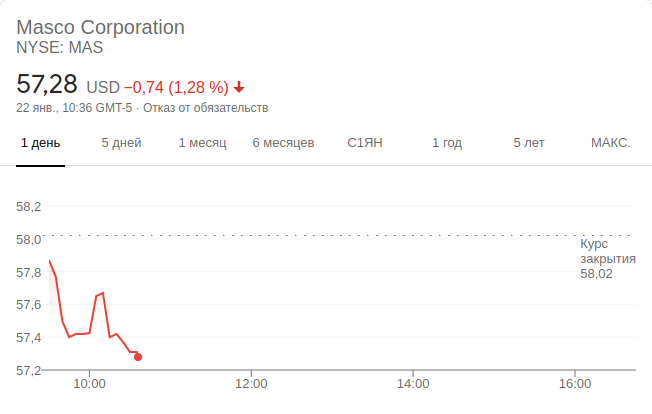 Masco Corporation
NYSE: MAS
57,28 USD −0,74 (1,28 %)
22 янв., 10:36 GMT-5 · Отказ от обязательств
1 день 5 дней 1 месяц 6 месяцев С1ЯН 1 год 5 лет МАКС.
58,2
58,0
57,8
57,6
57,4
57,2
Курс
закрытия
58,02
10:00 12:00 14:00 16:00